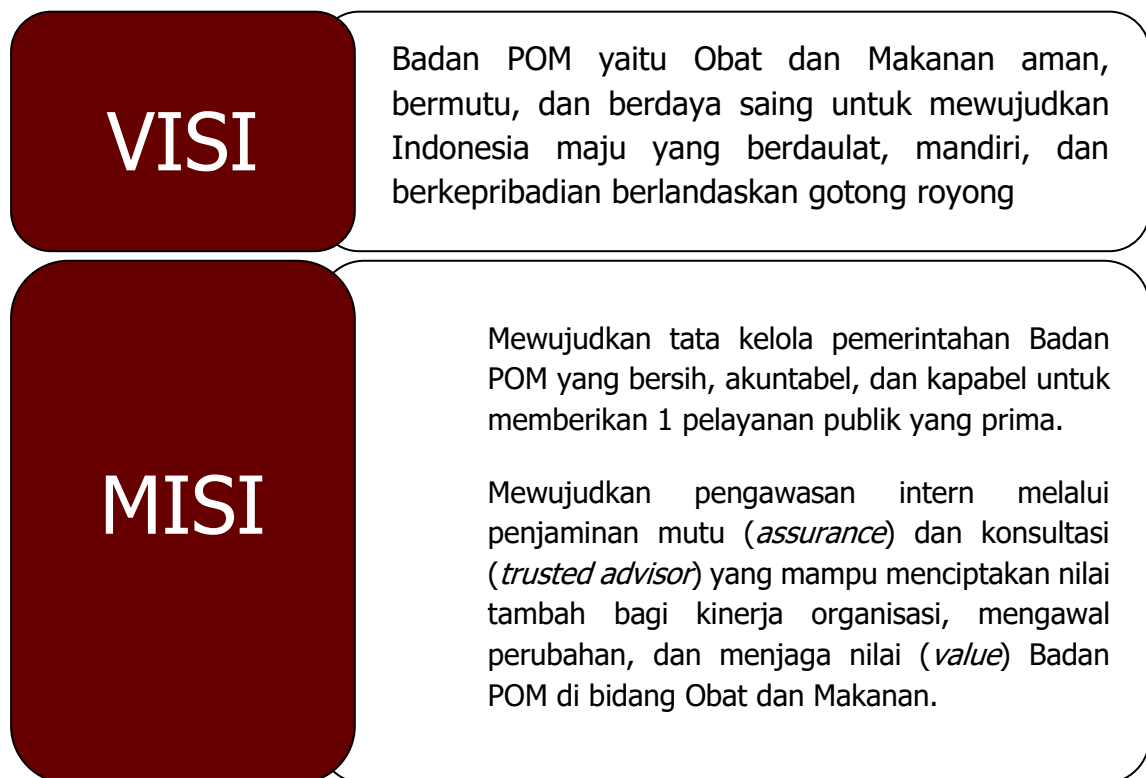 VISI
Badan POM yaitu Obat dan Makanan aman,
bermutu, dan berdaya saing untuk mewujudkan
Indonesia maju yang berdaulat, mandiri, dan
berkepribadian berlandaskan gotong royong
MISI
Mewujudkan tata kelola pemerintahan Badan
POM yang bersih, akuntabel, dan kapabel untuk
memberikan 1 pelayanan publik yang prima.
Mewujudkan pengawasan intern melalui
penjaminan mutu (assurance) dan konsultasi
(trusted advisor) yang mampu menciptakan nilai
tambah bagi kinerja organisasi, mengawal
perubahan, dan menjaga nilai (value) Badan
POM di bidang Obat dan Makanan.